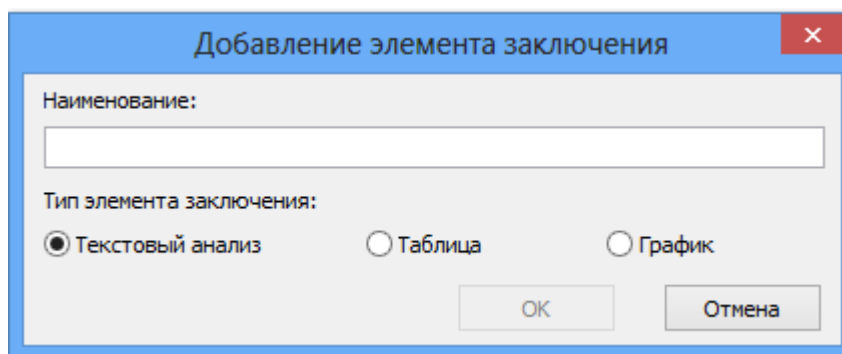 Добавление элемента заключения
Наименование:
Тип элемента заключения:
Текстовый анализ Таблица График
OK Отмена